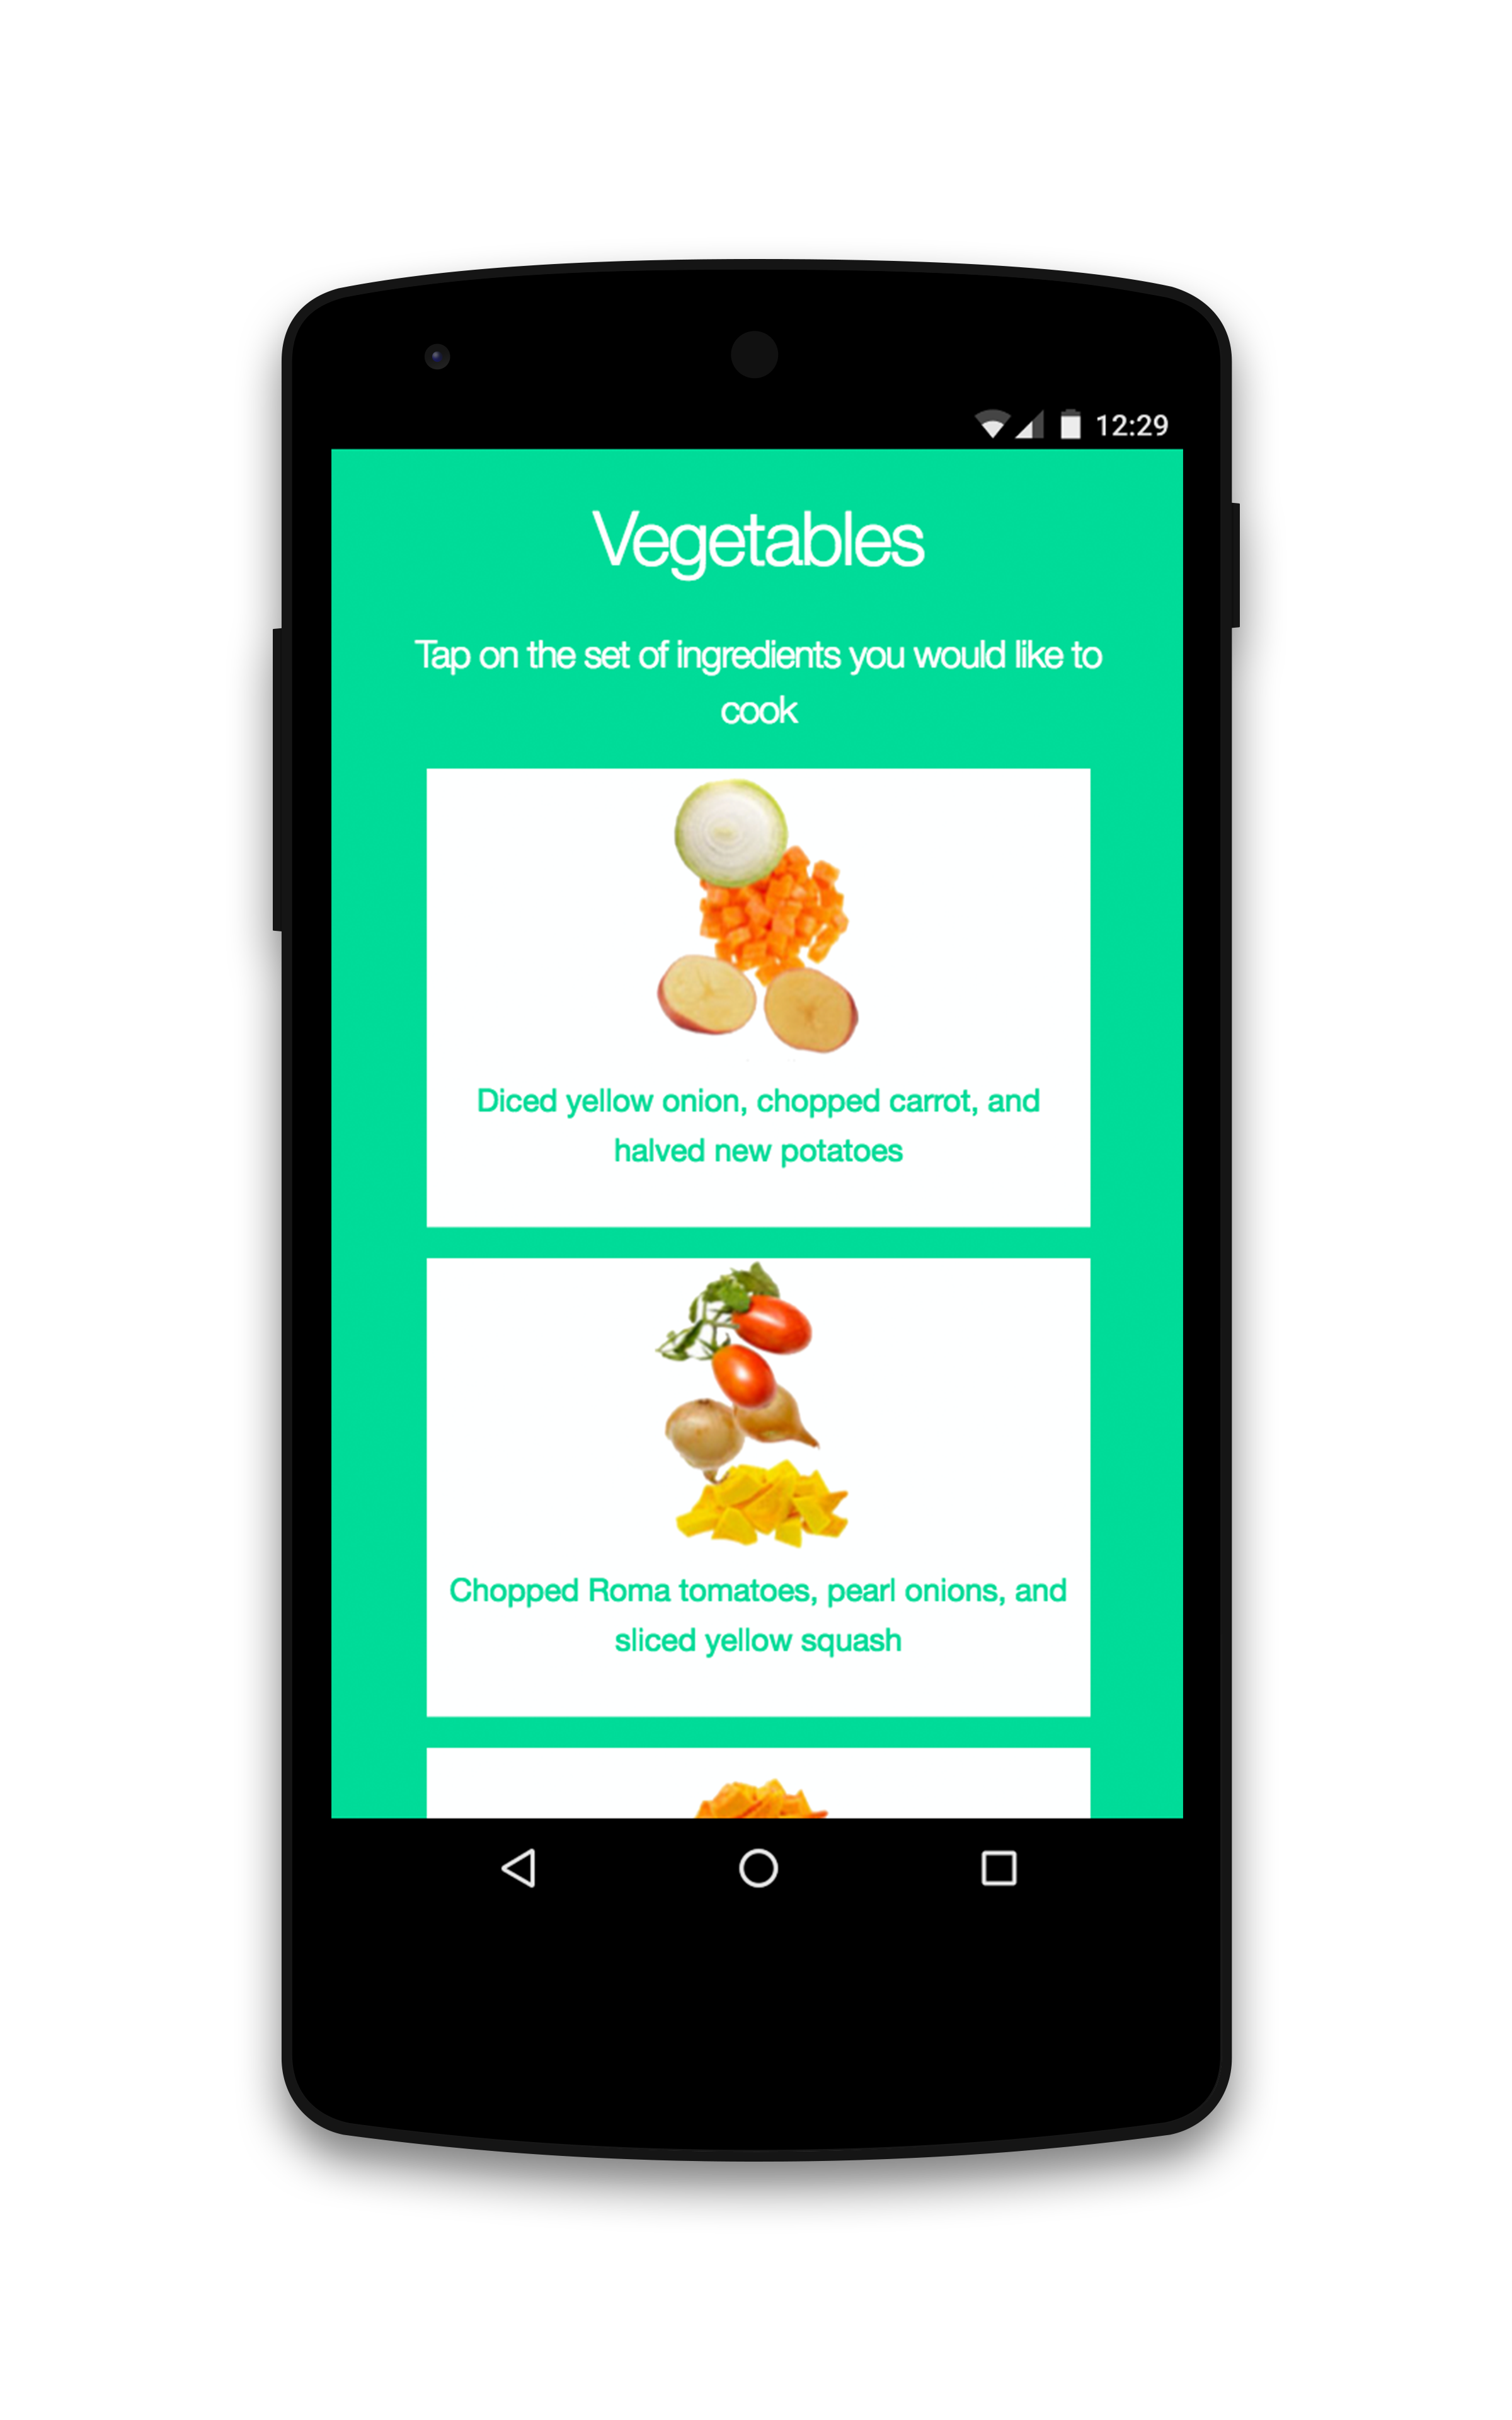 12:29
Vegetables
Tap on the set of ingredients you would like to
cook
Diced yellow onion, chopped carrot, and
halved new potatoes
Chopped Roma tomatoes, pearl onions, and
sliced yellow squash